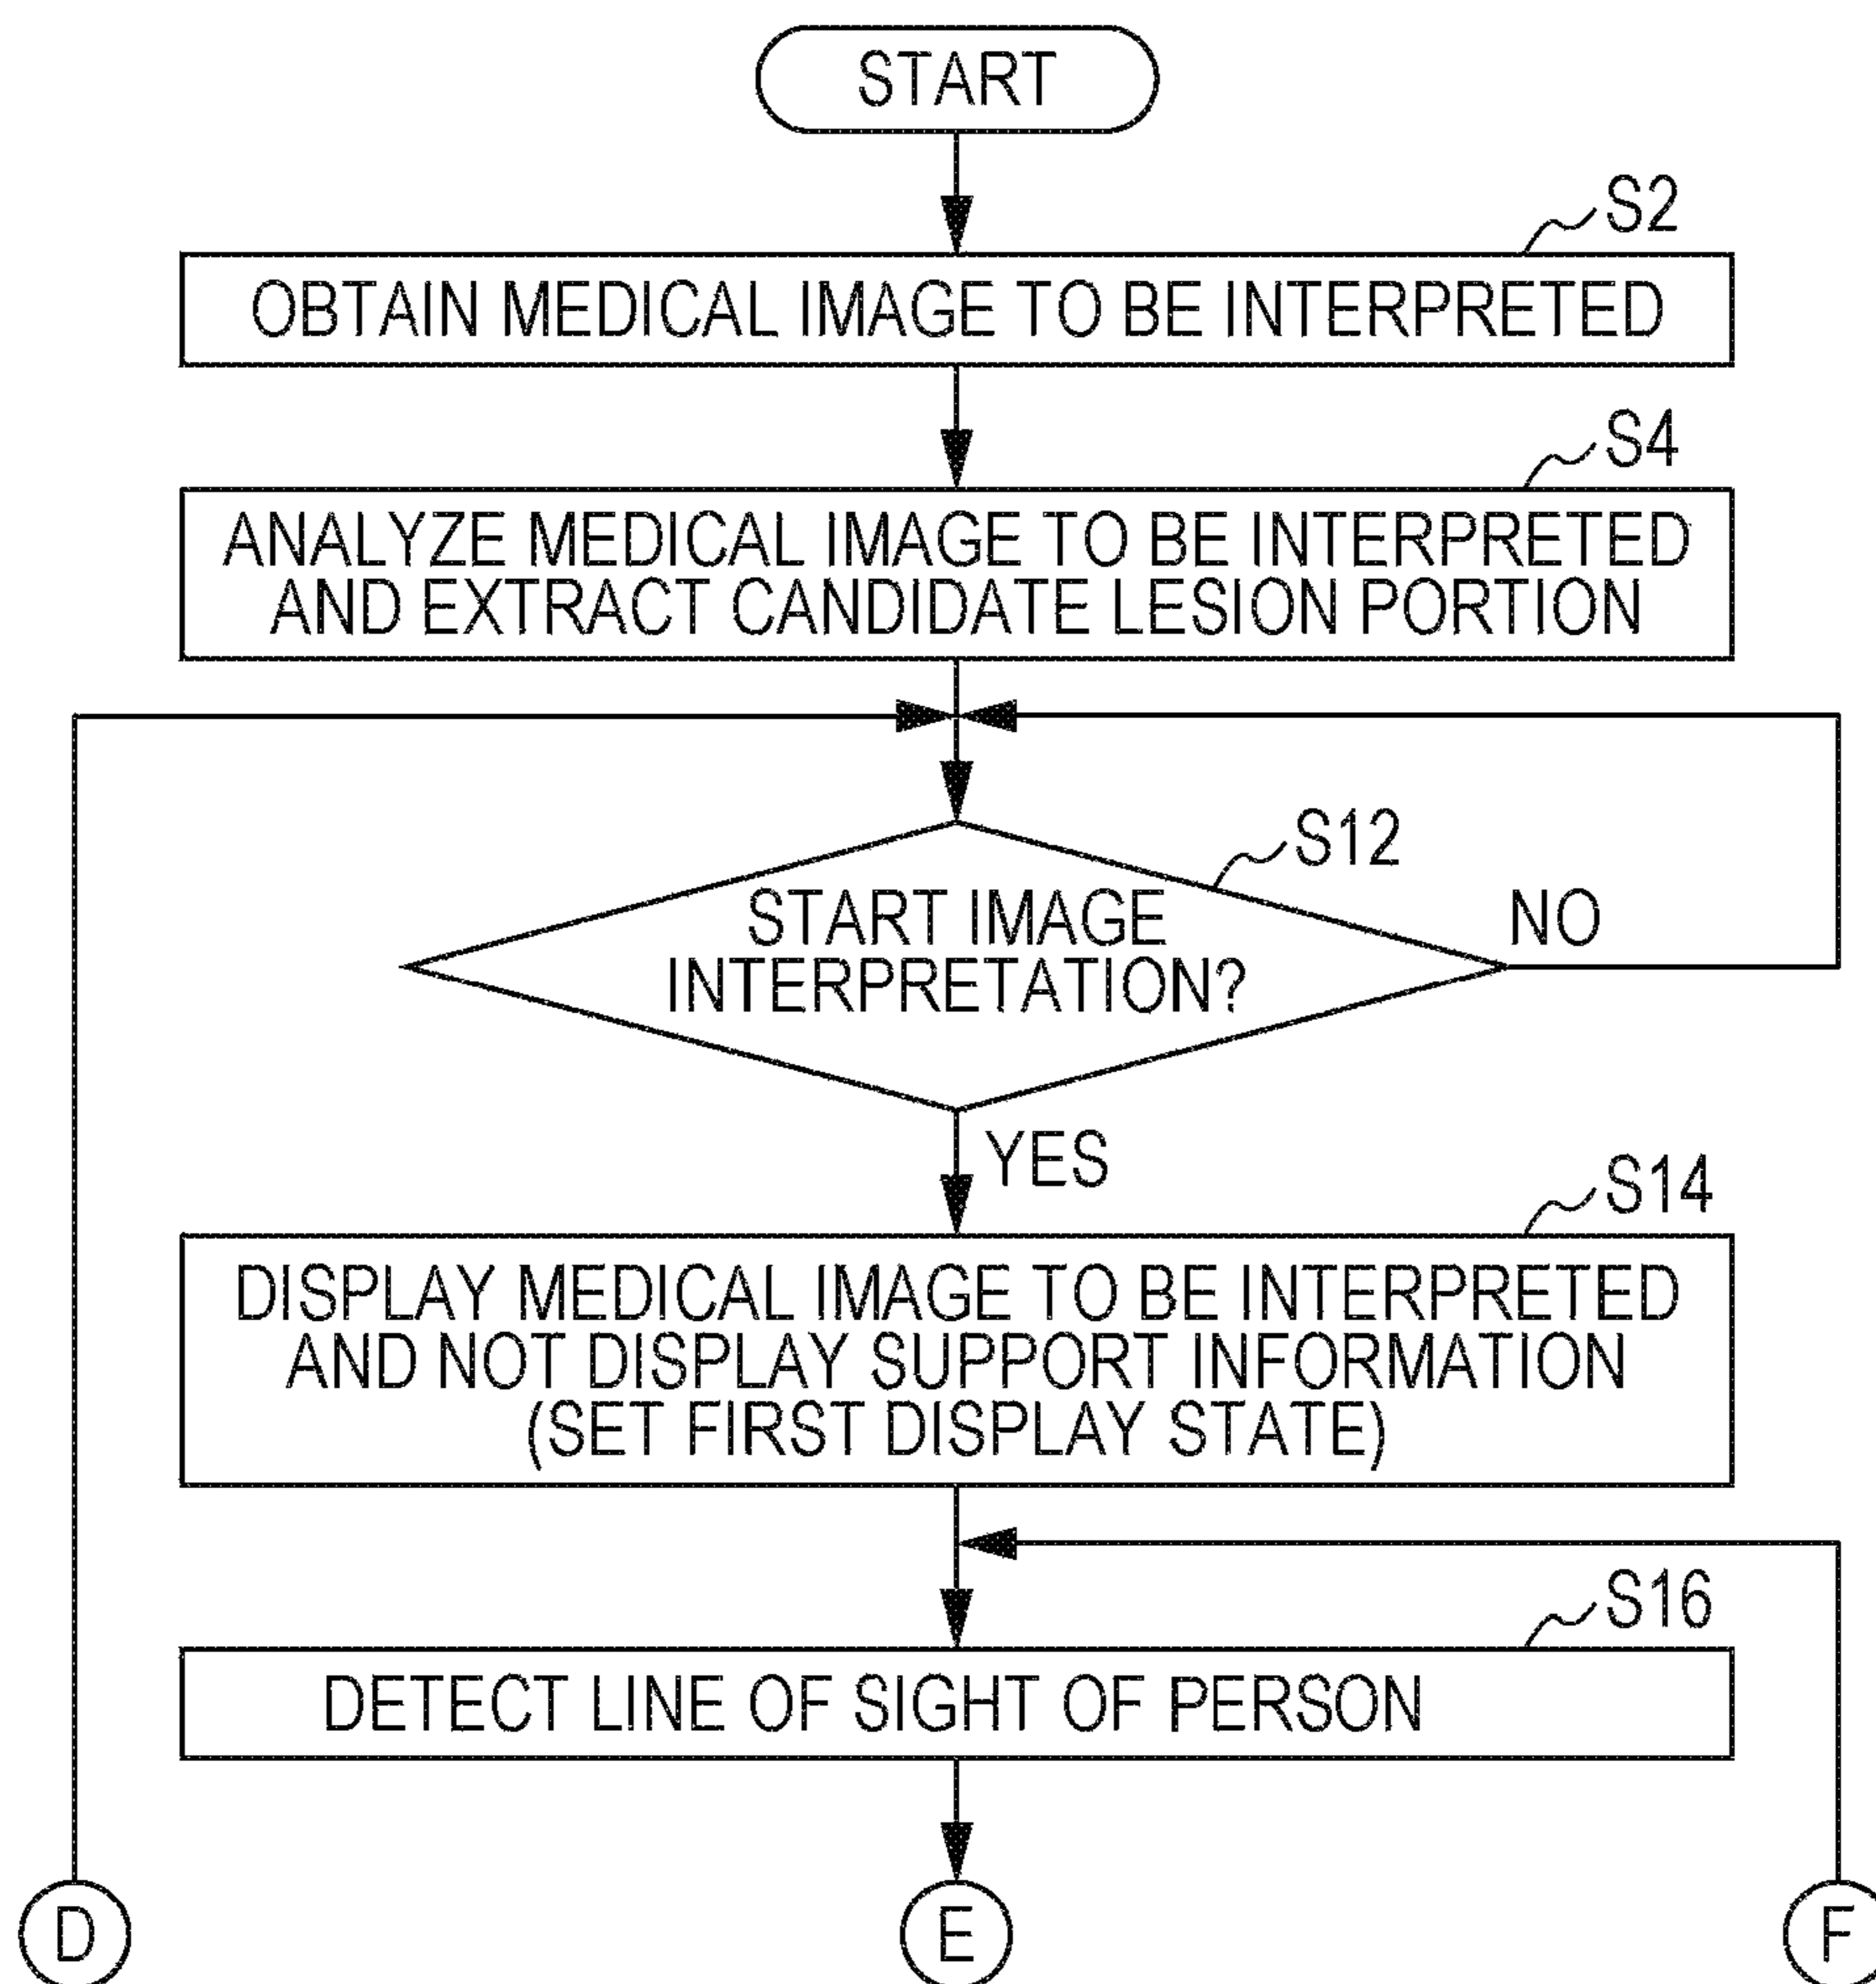 START
S2
OBTAIN MEDICAL IMAGE TO BE INTERPRETED
S4
ANALYZE MEDICAL IMAGE TO BE INTERPRETED
AND EXTRACT CANDIDATE LESION PORTION
S12
START IMAGE
INTERPRETATION?
NO
YES
S14
DISPLAY MEDICAL IMAGE TO BE INTERPRETED
AND NOT DISPLAY SUPPORT INFORMATION
(SET FIRST DISPLAY STATE)
S16
DETECT LINE OF SIGHT OF PERSON
D
E
F